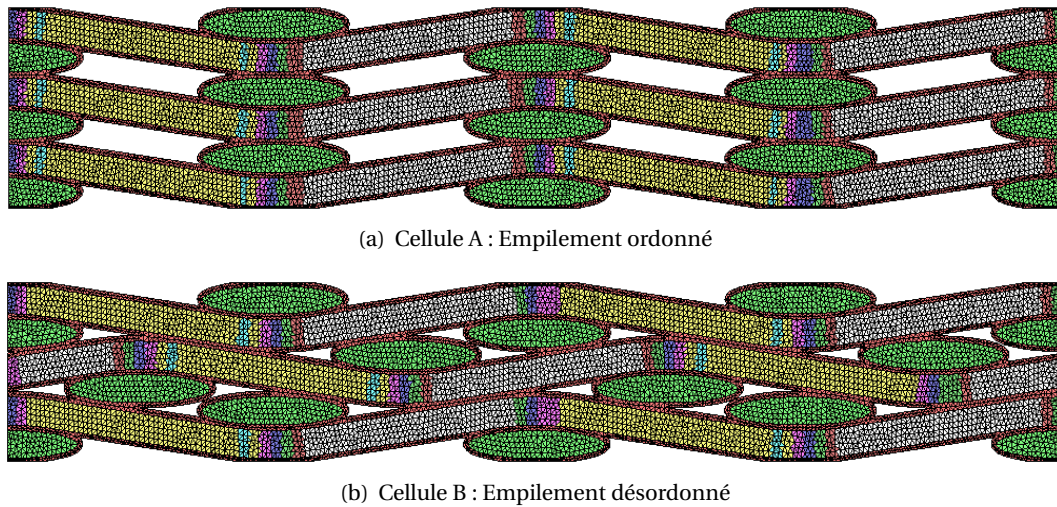 (a) Cellule A : Empilement ordonné
(b) Cellule B : Empilement désordonné